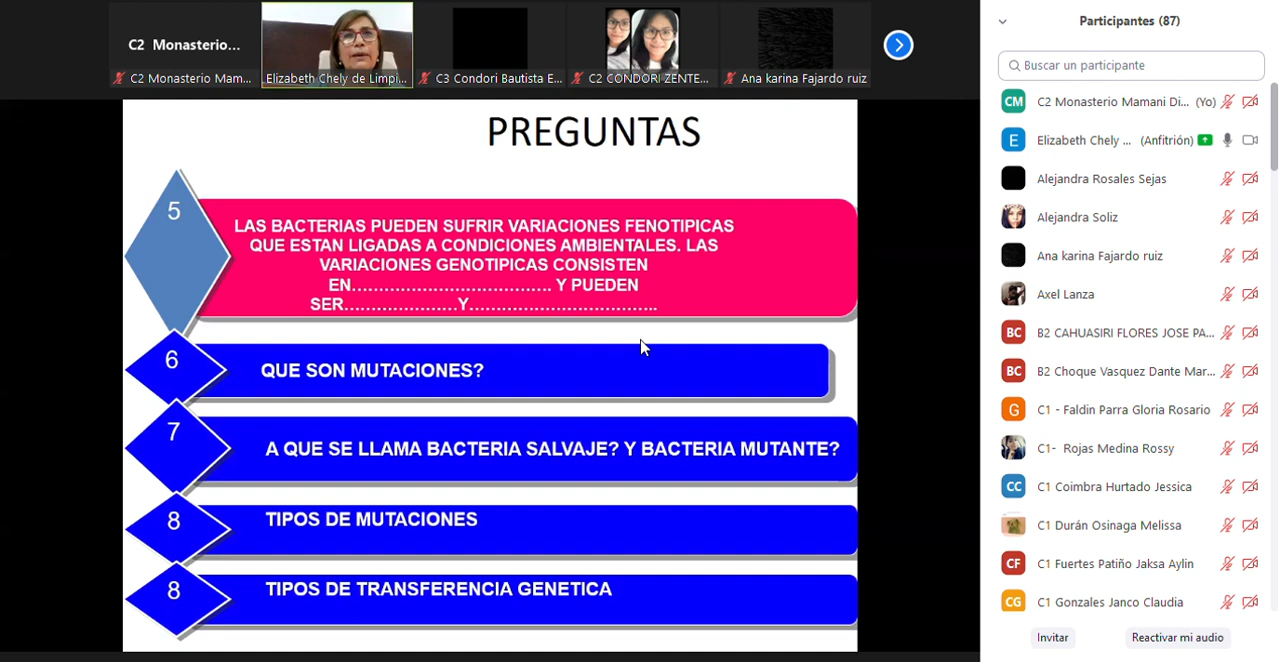 C2 Monasterio...
C2 Monasterio Mam...
Elizabeth Chely de Limpi...
C3 Condori Bautista E...
C2 CONDORI ZENTE...
Ana karina Fajardo ruiz
PREGUNTAS
5
LAS BACTERIAS PUEDEN SUFRIR VARIACIONES FENOTIPICAS
QUE ESTAN LIGADAS A CONDICIONES AMBIENTALES. LAS
VARIACIONES GENOTIPICAS CONSISTEN
EN……………………………… Y PUEDEN
SER…………………Y…………………………..
6
QUE SON MUTACIONES?
7
A QUE SE LLAMA BACTERIA SALVAJE? Y BACTERIA MUTANTE?
8
TIPOS DE MUTACIONES
8
TIPOS DE TRANSFERENCIA GENETICA
Participantes (87)
Buscar un participante
CM C2 Monasterio Mamani Di... (Yo)
E Elizabeth Chely ... (Anfitrión)
Alejandra Rosales Sejas
Alejandra Soliz
Ana karina Fajardo ruiz
Axel Lanza
BC B2 CAHUASIRI FLORES JOSE PA...
BC B2 Choque Vasquez Dante Mar...
G C1 - Faldin Parra Gloria Rosario
C1- Rojas Medina Rossy
CC C1 Coimbra Hurtado Jessica
C1 Durán Osinaga Melissa
CF C1 Fuertes Patiño Jaksa Aylin
CG C1 Gonzales Janco Claudia
Invitar
Reactivar mi audio